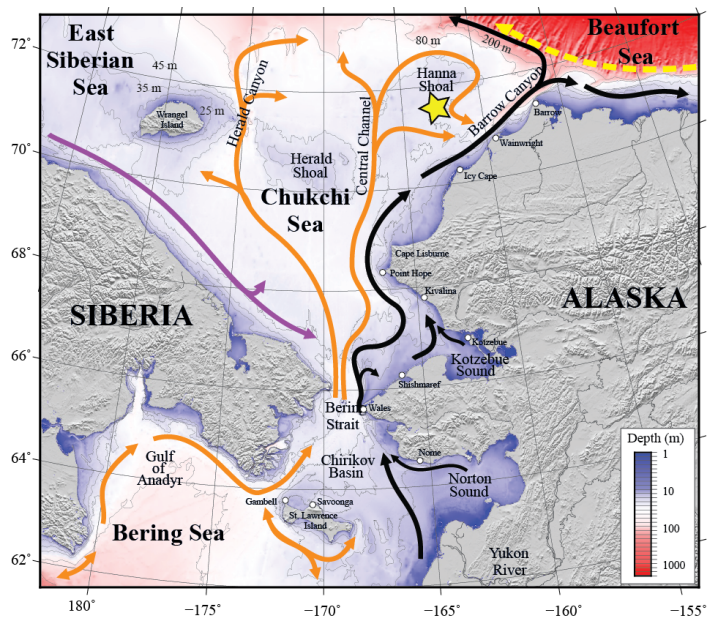 72˚
70˚
68˚
66˚
64˚
62˚
180˚
−175˚
−170˚
−165˚
−160˚
−155˚
East
Siberian
Sea
45 m
35 m
25 m
Wrangel
Island
Herald Canyon
Herald
Shoal
Chukchi
Sea
Central Channel
80 m
200 m
Hanna
Shoal
Barrow Canyon
Beaufort
Sea
Barrow
Wainwright
Icy Cape
Cape Lisburne
Point Hope
Kivalina
ALASKA
SIBERIA
Kotzebue
Kotzebue
Sound
Shishmaref
Bering
Strait
Wales
Nome
Norton
Sound
Chirikov
Basin
Gulf
of
Anadyr
Gambell
Savoonga
St. Lawrence
Island
Bering Sea
Yukon
River
Depth (m)
1
10
100
1000